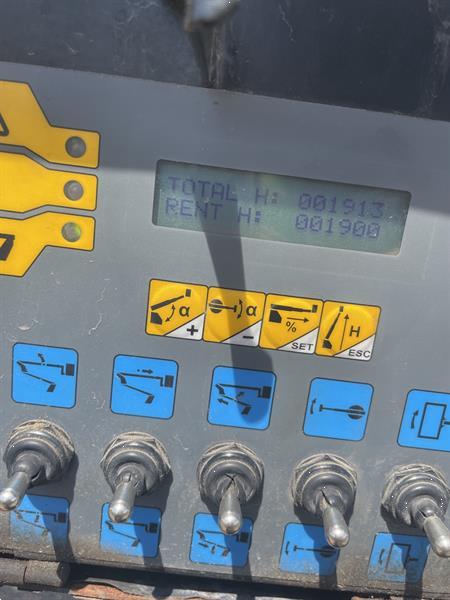 TOTAL H: 001913
RENT H: 001900
α α % H
+ - SET ESC